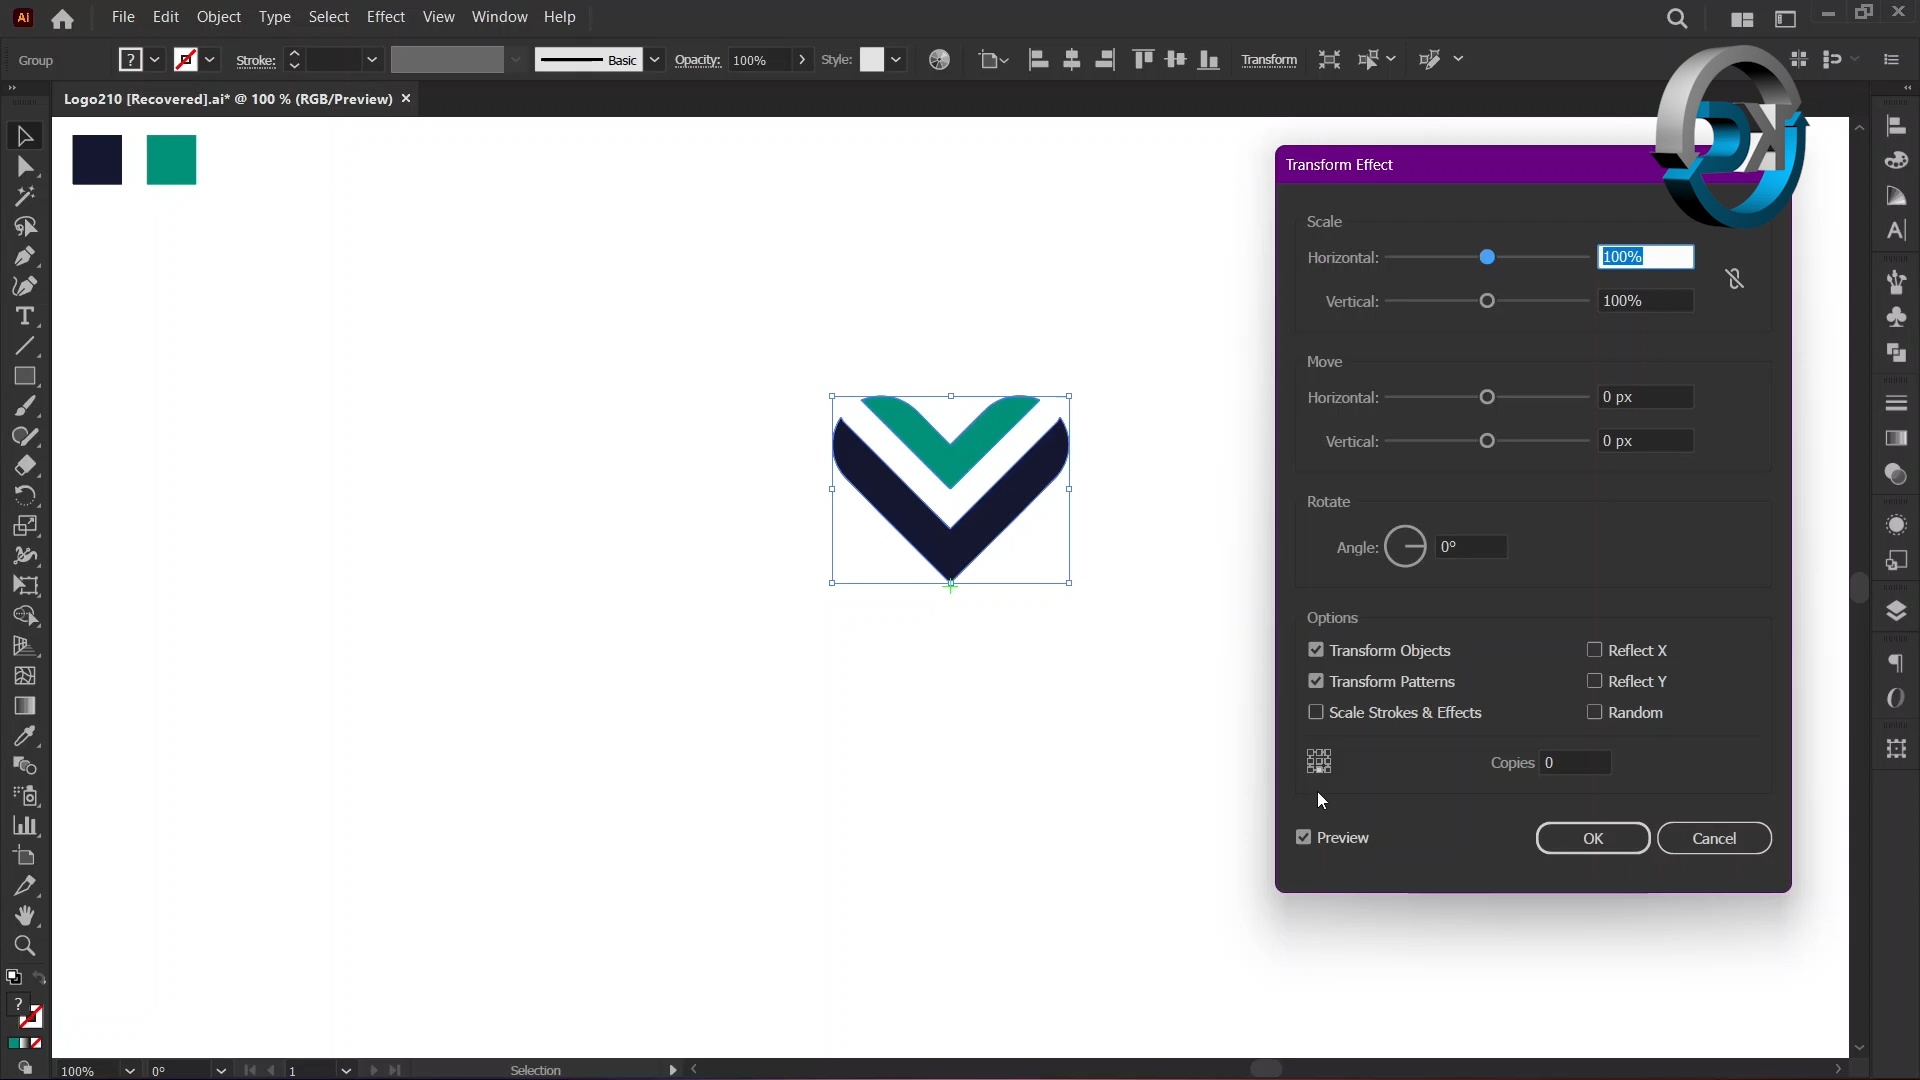 Ai File Edit Object Type Select Effect View Window Help
Group ? Stroke: Basic Opacity: 100% Style: Transform
Logo210 [Recovered].ai* @ 100 % (RGB/Preview)
Transform Effect
Scale
Horizontal: 100%
Vertical: 100%
Move
Horizontal: 0 px
Vertical: 0 px
Rotate
Angle: 0°
Options
Transform Objects Reflect X
Transform Patterns Reflect Y
Scale Strokes & Effects Random
Copies 0
Preview OK Cancel
?
100% 0° 1 Selection